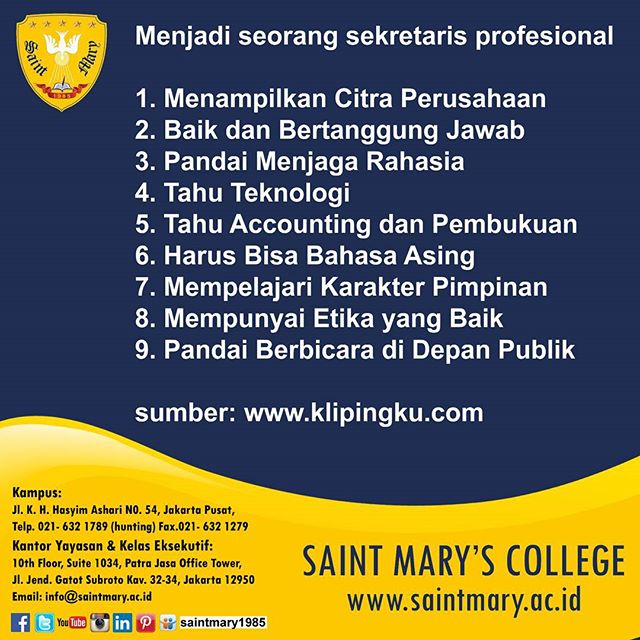 Saint Mary
1985
Menjadi seorang sekretaris profesional
1. Menampilkan Citra Perusahaan
2. Baik dan Bertanggung Jawab
3. Pandai Menjaga Rahasia
4. Tahu Teknologi
5. Tahu Accounting dan Pembukuan
6. Harus Bisa Bahasa Asing
7. Mempelajari Karakter Pimpinan
8. Mempunyai Etika yang Baik
9. Pandai Berbicara di Depan Publik
sumber: www.klipingku.com
Kampus:
Jl. K. H. Hasyim Ashari NO. 54, Jakarta Pusat,
Telp. 021- 632 1789 (hunting) Fax.021- 632 1279
Kantor Yayasan & Kelas Eksekutif:
10th Floor, Suite 1034, Patra Jasa Office Tower,
Jl. Jend. Gatot Subroto Kav. 32-34, Jakarta 12950
Email: info@saintmary.ac.id
You Tube saintmary1985
SAINT MARY'S COLLEGE
www.saintmary.ac.id